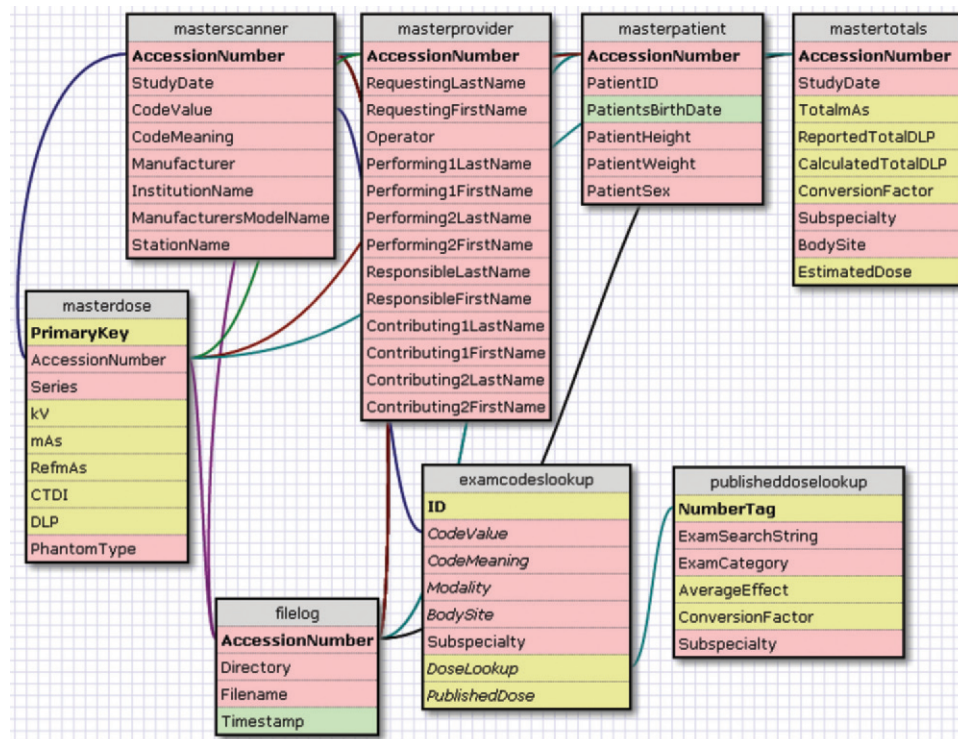 masterscanner
AccessionNumber
StudyDate
CodeValue
CodeMeaning
Manufacturer
InstitutionName
ManufacturersModelName
StationName
masterprovider
AccessionNumber
RequestingLastName
RequestingFirstName
Operator
Performing1LastName
Performing1FirstName
Performing2LastName
Performing2FirstName
ResponsibleLastName
ResponsibleFirstName
Contributing1LastName
Contributing1FirstName
Contributing2LastName
Contributing2FirstName
masterpatient
AccessionNumber
PatientID
PatientsBirthDate
PatientHeight
PatientWeight
PatientSex
mastertotals
AccessionNumber
StudyDate
TotalmAs
ReportedTotalDLP
CalculatedTotalDLP
ConversionFactor
Subspecialty
BodySite
EstimatedDose
masterdose
PrimaryKey
AccessionNumber
Series
kV
mAs
RefmAs
CTDI
DLP
PhantomType
filelog
AccessionNumber
Directory
Filename
Timestamp
examcodeslookup
ID
CodeValue
CodeMeaning
Modality
BodySite
Subspecialty
DoseLookup
PublishedDose
publisheddoselookup
NumberTag
ExamSearchString
ExamCategory
AverageEffect
ConversionFactor
Subspecialty